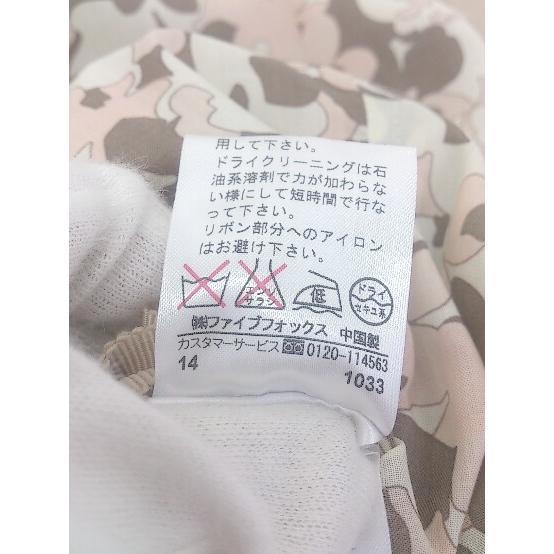 用して下さい。
ドライクリーニングは石
油系溶剤で力が加わらな
い様にして短時間で行な
って下さい。
リボン部分へのアイロン
はお避け下さい。
エンソ
サラシ
低
ドライ
セキユ系
㈱ファイブフォックス 中国製
カスタマーサービス 0120-114563
14 1033